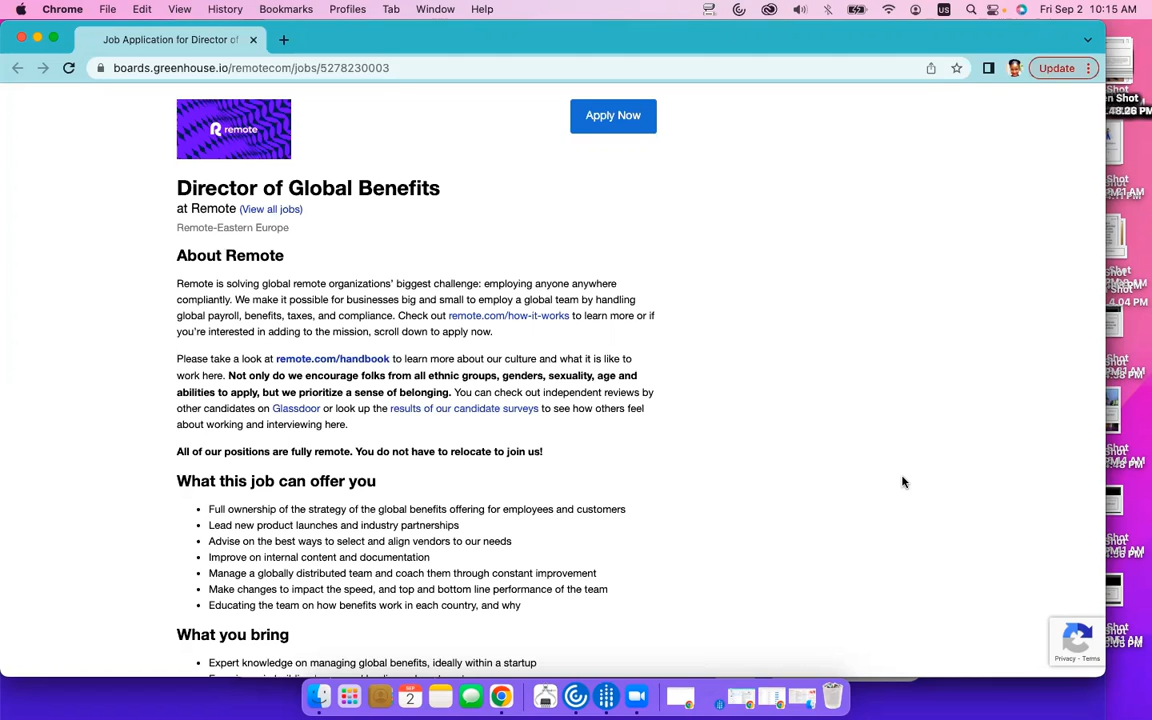 Chrome File Edit View History Bookmarks Profiles Tab Window Help US Fri Sep 2 10:15 AM
Job Application for Director of
boards.greenhouse.io/remotecom/jobs/5278230003 Update
remote
Apply Now
Director of Global Benefits
at Remote (View all jobs)
Remote-Eastern Europe
About Remote
Remote is solving global remote organizations' biggest challenge: employing anyone anywhere
compliantly. We make it possible for businesses big and small to employ a global team by handling
global payroll, benefits, taxes, and compliance. Check out remote.com/how-it-works to learn more or if
you're interested in adding to the mission, scroll down to apply now.
Please take a look at remote.com/handbook to learn more about our culture and what it is like to
work here. Not only do we encourage folks from all ethnic groups, genders, sexuality, age and
abilities to apply, but we prioritize a sense of belonging. You can check out independent reviews by
other candidates on Glassdoor or look up the results of our candidate surveys to see how others feel
about working and interviewing here.
All of our positions are fully remote. You do not have to relocate to join us!
What this job can offer you
• Full ownership of the strategy of the global benefits offering for employees and customers
• Lead new product launches and industry partnerships
• Advise on the best ways to select and align vendors to our needs
• Improve on internal content and documentation
• Manage a globally distributed team and coach them through constant improvement
• Make changes to impact the speed, and top and bottom line performance of the team
• Educating the team on how benefits work in each country, and why
What you bring
• Expert knowledge on managing global benefits, ideally within a startup
Privacy - Terms
SEP
2